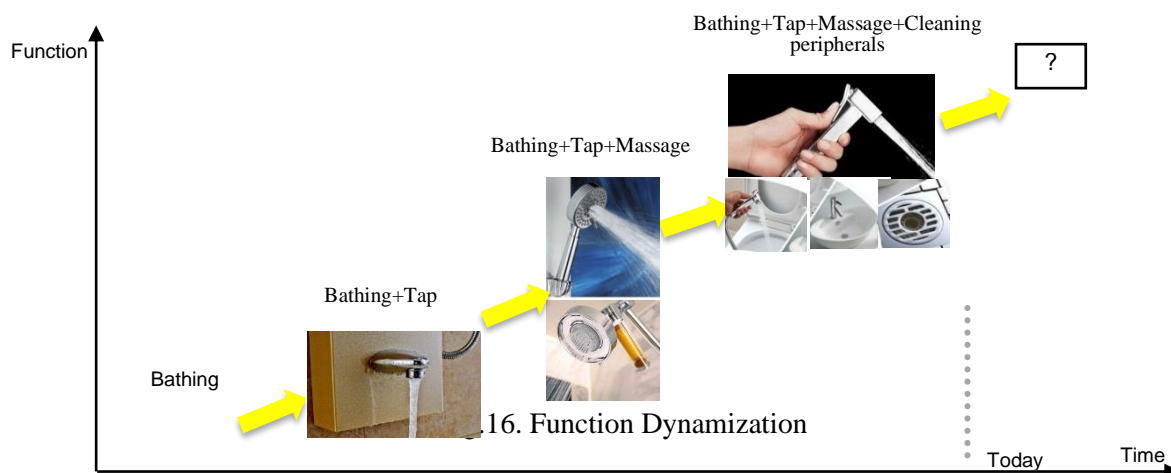 Bathing+Tap+Massage+Cleaning
peripherals
Function
?
Bathing+Tap+Massage
Bathing+Tap
Bathing
.16. Function Dynamization
Today
Time